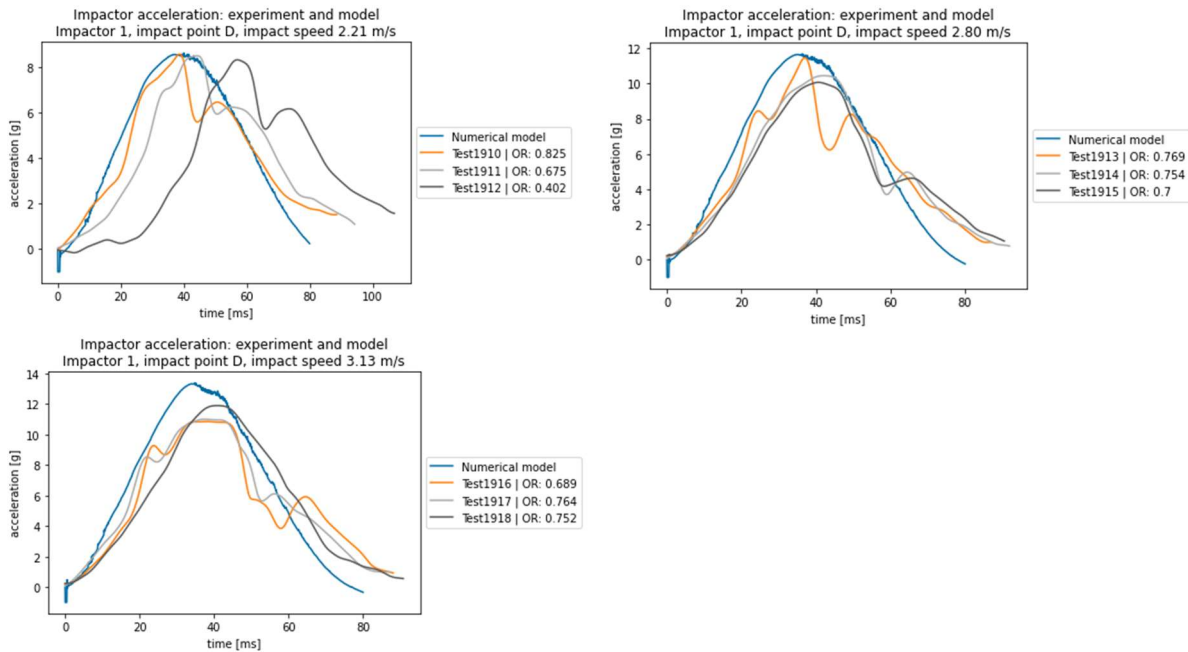 Impactor acceleration: experiment and model
Impactor 1, impact point D, impact speed 2.21 m/s
8
6
4
2
0
acceleration [g]
0 20 40 60 80 100
time [ms]
Numerical model
Test1910 | OR: 0.825
Test1911 | OR: 0.675
Test1912 | OR: 0.402
Impactor acceleration: experiment and model
Impactor 1, impact point D, impact speed 2.80 m/s
12
10
8
6
4
2
0
acceleration [g]
0 20 40 60 80
time [ms]
Numerical model
Test1913 | OR: 0.769
Test1914 | OR: 0.754
Test1915 | OR: 0.7
Impactor acceleration: experiment and model
Impactor 1, impact point D, impact speed 3.13 m/s
14
12
10
8
6
4
2
0
acceleration [g]
0 20 40 60 80
time [ms]
Numerical model
Test1916 | OR: 0.689
Test1917 | OR: 0.764
Test1918 | OR: 0.752